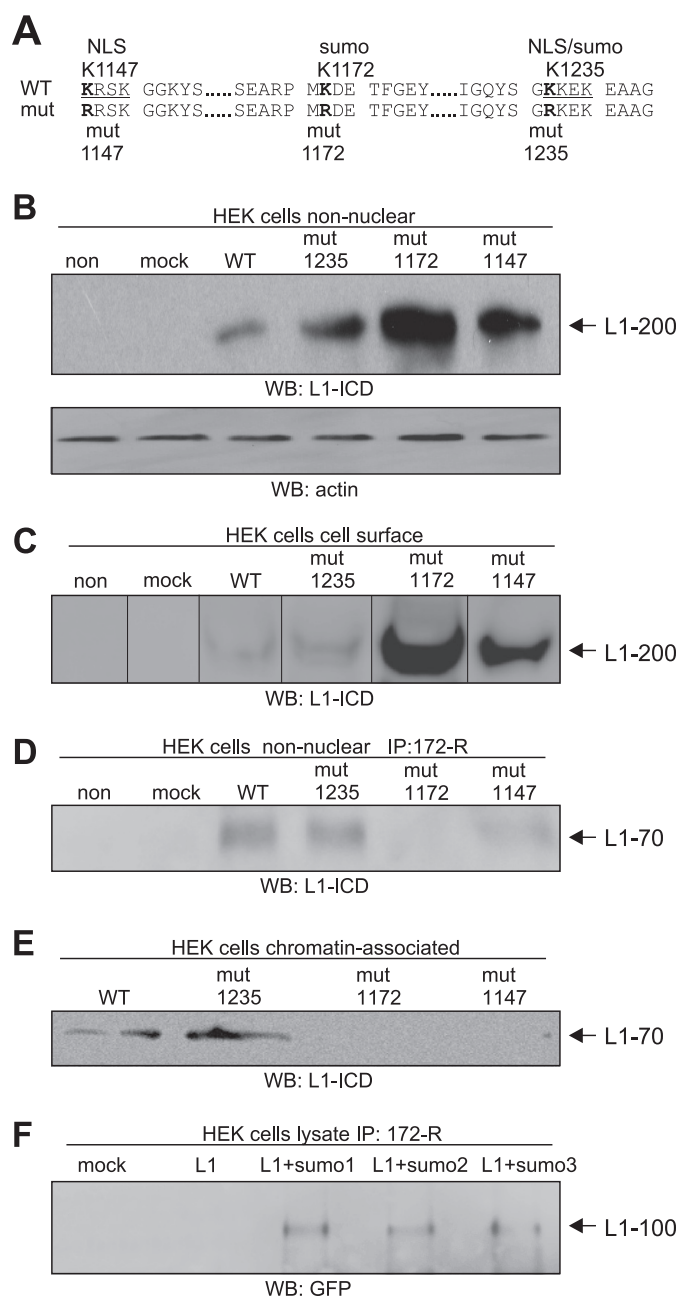 A
NLS sumo NLS/sumo
K1147 K1172 K1235
WT KRSK GGKYS.....SEARP MKDE TFGEY.....IGQYSG KKEK EAAG
mut RRSK GGKYS.....SEARP MRDE TFGEY.....IGQYSG RKEK EAAG
mut mut mut
1147 1172 1235
B
HEK cells non-nuclear
mut mut mut
non mock WT 1235 1172 1147
L1-200
WB: L1-ICD
WB: actin
C
HEK cells cell surface
mut mut mut
non mock WT 1235 1172 1147
L1-200
WB: L1-ICD
D
HEK cells non-nuclear IP:172-R
mut mut mut
non mock WT 1235 1172 1147
L1-70
WB: L1-ICD
E
HEK cells chromatin-associated
mut mut mut
WT 1235 1172 1147
L1-70
WB: L1-ICD
F
HEK cells lysate IP: 172-R
mock L1 L1+sumo1 L1+sumo2 L1+sumo3
L1-100
WB: GFP